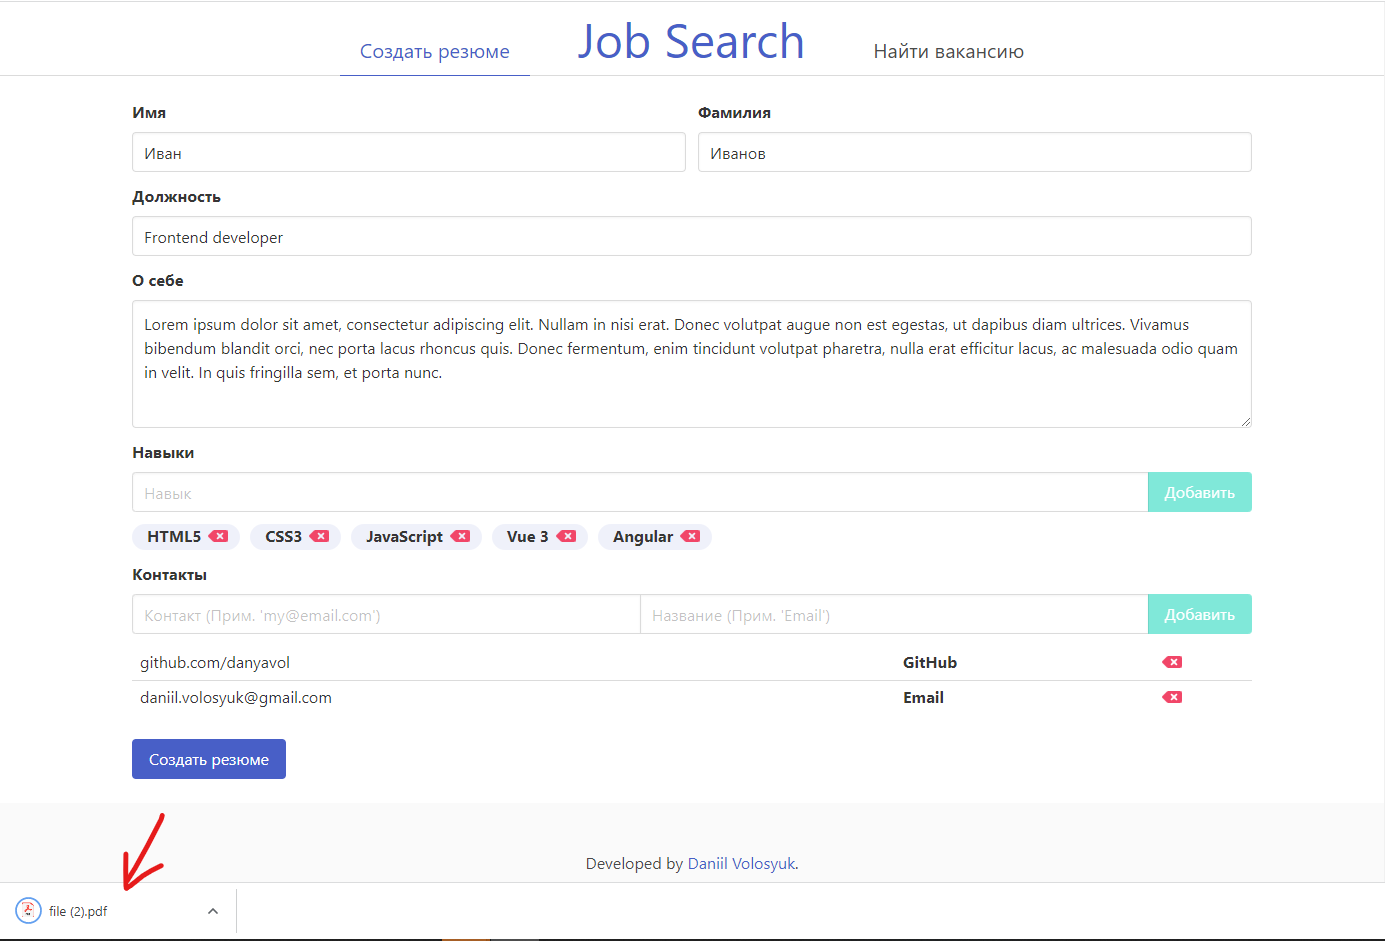 Создать резюме
Job Search
Найти вакансию
Имя
Фамилия
Иван
Иванов
Должность
Frontend developer
О себе
Lorem ipsum dolor sit amet, consectetur adipiscing elit. Nullam in nisi erat. Donec volutpat augue non est egestas, ut dapibus diam ultrices. Vivamus
bibendum blandit orci, nec porta lacus rhoncus quis. Donec fermentum, enim tincidunt volutpat pharetra, nulla erat efficitur lacus, ac malesuada odio quam
in velit. In quis fringilla sem, et porta nunc.
Навыки
Навык
Добавить
HTML5
CSS3
JavaScript
Vue 3
Angular
Контакты
Контакт (Прим. 'my@email.com')
Название (Прим. 'Email')
Добавить
github.com/danyavol
GitHub
daniil.volosyuk@gmail.com
Email
Создать резюме
Developed by Daniil Volosyuk.
file (2).pdf